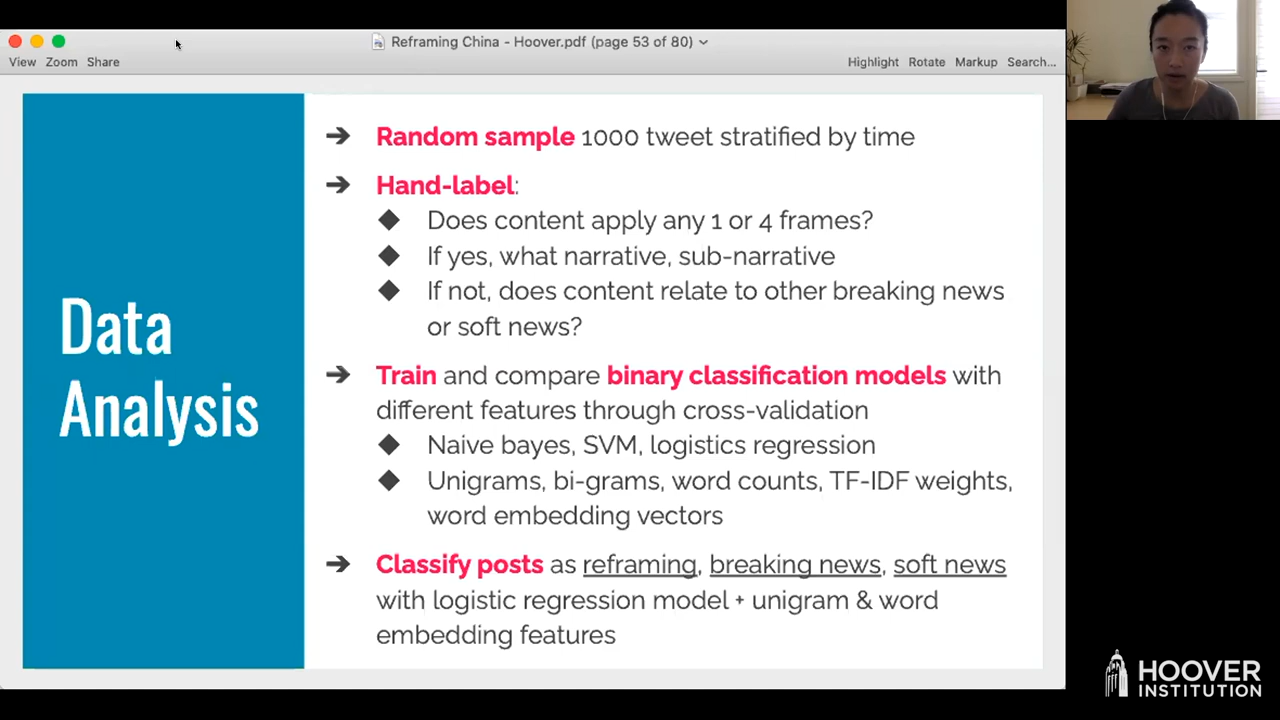 Reframing China - Hoover.pdf (page 53 of 80)
View Zoom Share
Highlight Rotate Markup Search...
Data
Analysis
➔ Random sample 1000 tweet stratified by time
➔ Hand-label:
◆ Does content apply any 1 or 4 frames?
◆ If yes, what narrative, sub-narrative
◆ If not, does content relate to other breaking news
or soft news?
➔ Train and compare binary classification models with
different features through cross-validation
◆ Naive bayes, SVM, logistics regression
◆ Unigrams, bi-grams, word counts, TF-IDF weights,
word embedding vectors
➔ Classify posts as reframing, breaking news, soft news
with logistic regression model + unigram & word
embedding features
HOOVER
INSTITUTION